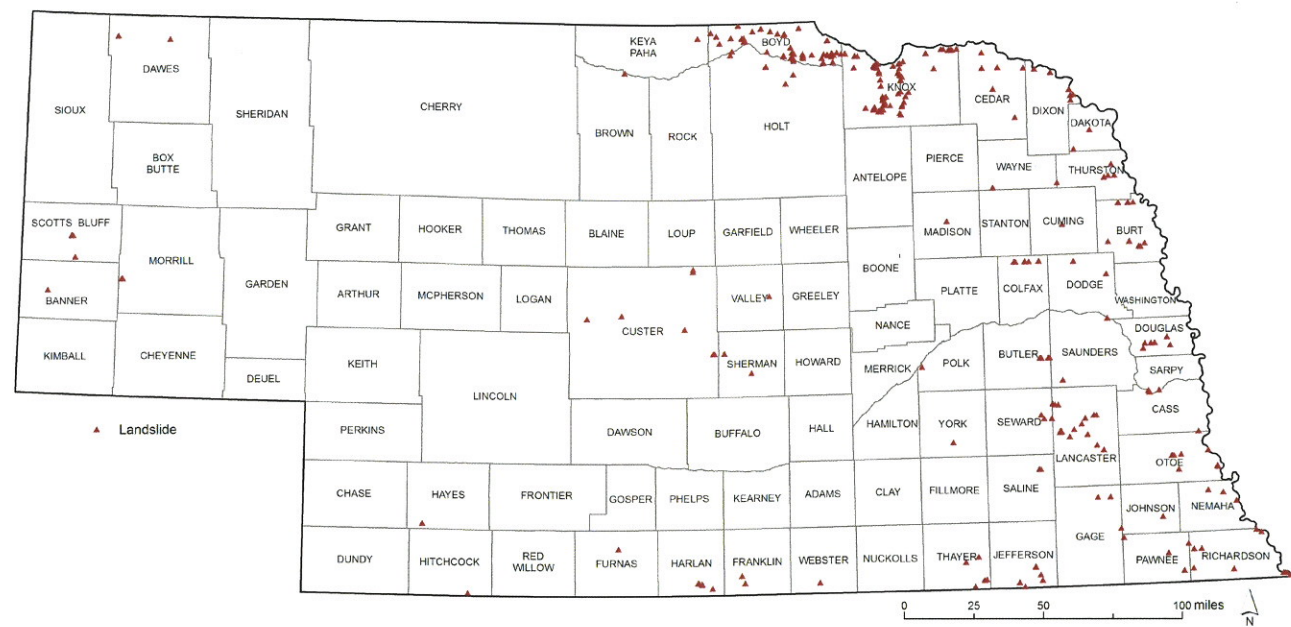 KEYA
PAHA
BOYD
DAWES
SIOUX
SHERIDAN
CHERRY
BROWN
ROCK
HOLT
KNOX
CEDAR
DIXON
DAKOTA
BOX
BUTTE
ANTELOPE
PIERCE
WAYNE
THURSTON
SCOTTS BLUFF
MORRILL
GARDEN
GRANT
HOOKER
THOMAS
BLAINE
LOUP
GARFIELD
WHEELER
MADISON
STANTON
CUMING
BURT
BANNER
ARTHUR
MCPHERSON
LOGAN
CUSTER
VALLEY
GREELEY
BOONE
PLATTE
COLFAX
DODGE
WASHINGTON
NANCE
KIMBALL
CHEYENNE
DEUEL
KEITH
LINCOLN
SHERMAN
HOWARD
MERRICK
POLK
BUTLER
SAUNDERS
DOUGLAS
SARPY
Landslide
PERKINS
DAWSON
BUFFALO
HALL
HAMILTON
YORK
SEWARD
LANCASTER
CASS
OTOE
CHASE
HAYES
FRONTIER
GOSPER
PHELPS
KEARNEY
ADAMS
CLAY
FILLMORE
SALINE
GAGE
JOHNSON
NEMAHA
DUNDY
HITCHCOCK
RED
WILLOW
FURNAS
HARLAN
FRANKLIN
WEBSTER
NUCKOLLS
THAYER
JEFFERSON
PAWNEE
RICHARDSON
0 25 50 100 miles
N